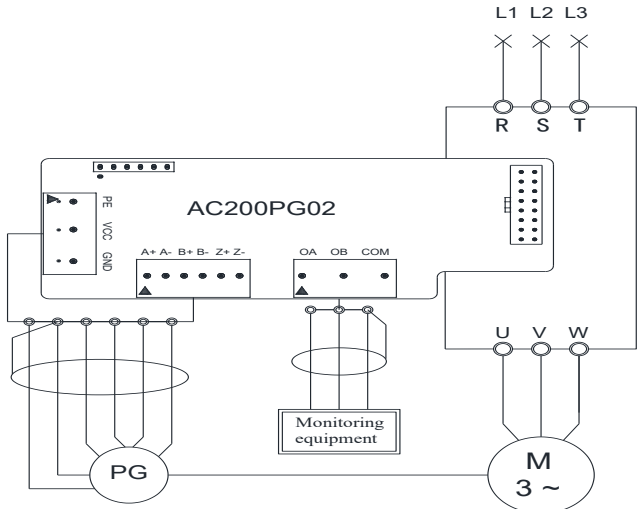 L1 L2 L3
R S T
AC200PG02
PE
VCC
GND
A+ A- B+ B- Z+ Z-
OA OB COM
U V W
Monitoring
equipment
PG
M
3 ~